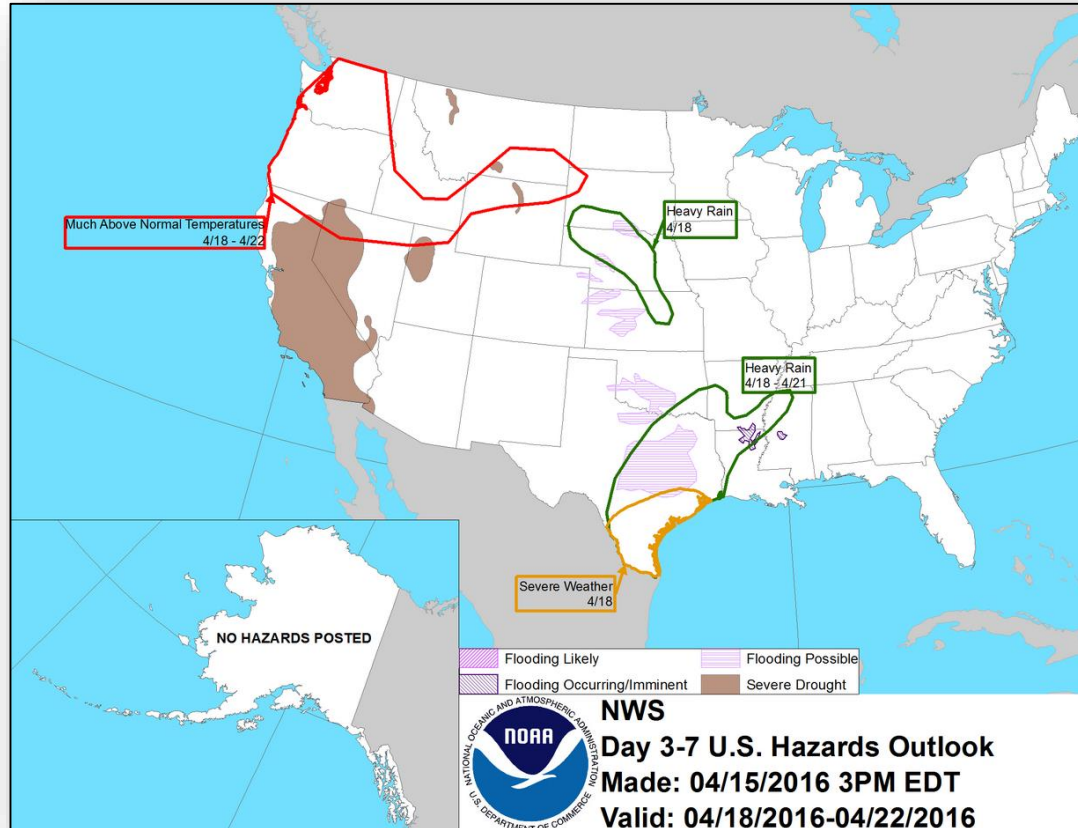 Much Above Normal Temperatures
4/18 - 4/22
Heavy Rain
4/18
Heavy Rain
4/18 - 4/21
Severe Weather
4/18
NO HAZARDS POSTED
Flooding Likely
Flooding Possible
Flooding Occurring/Imminent
Severe Drought
NATIONAL OCEANIC AND ATMOSPHERIC ADMINISTRATION
U.S. DEPARTMENT OF COMMERCE
NOAA
NWS
Day 3-7 U.S. Hazards Outlook
Made: 04/15/2016 3PM EDT
Valid: 04/18/2016-04/22/2016